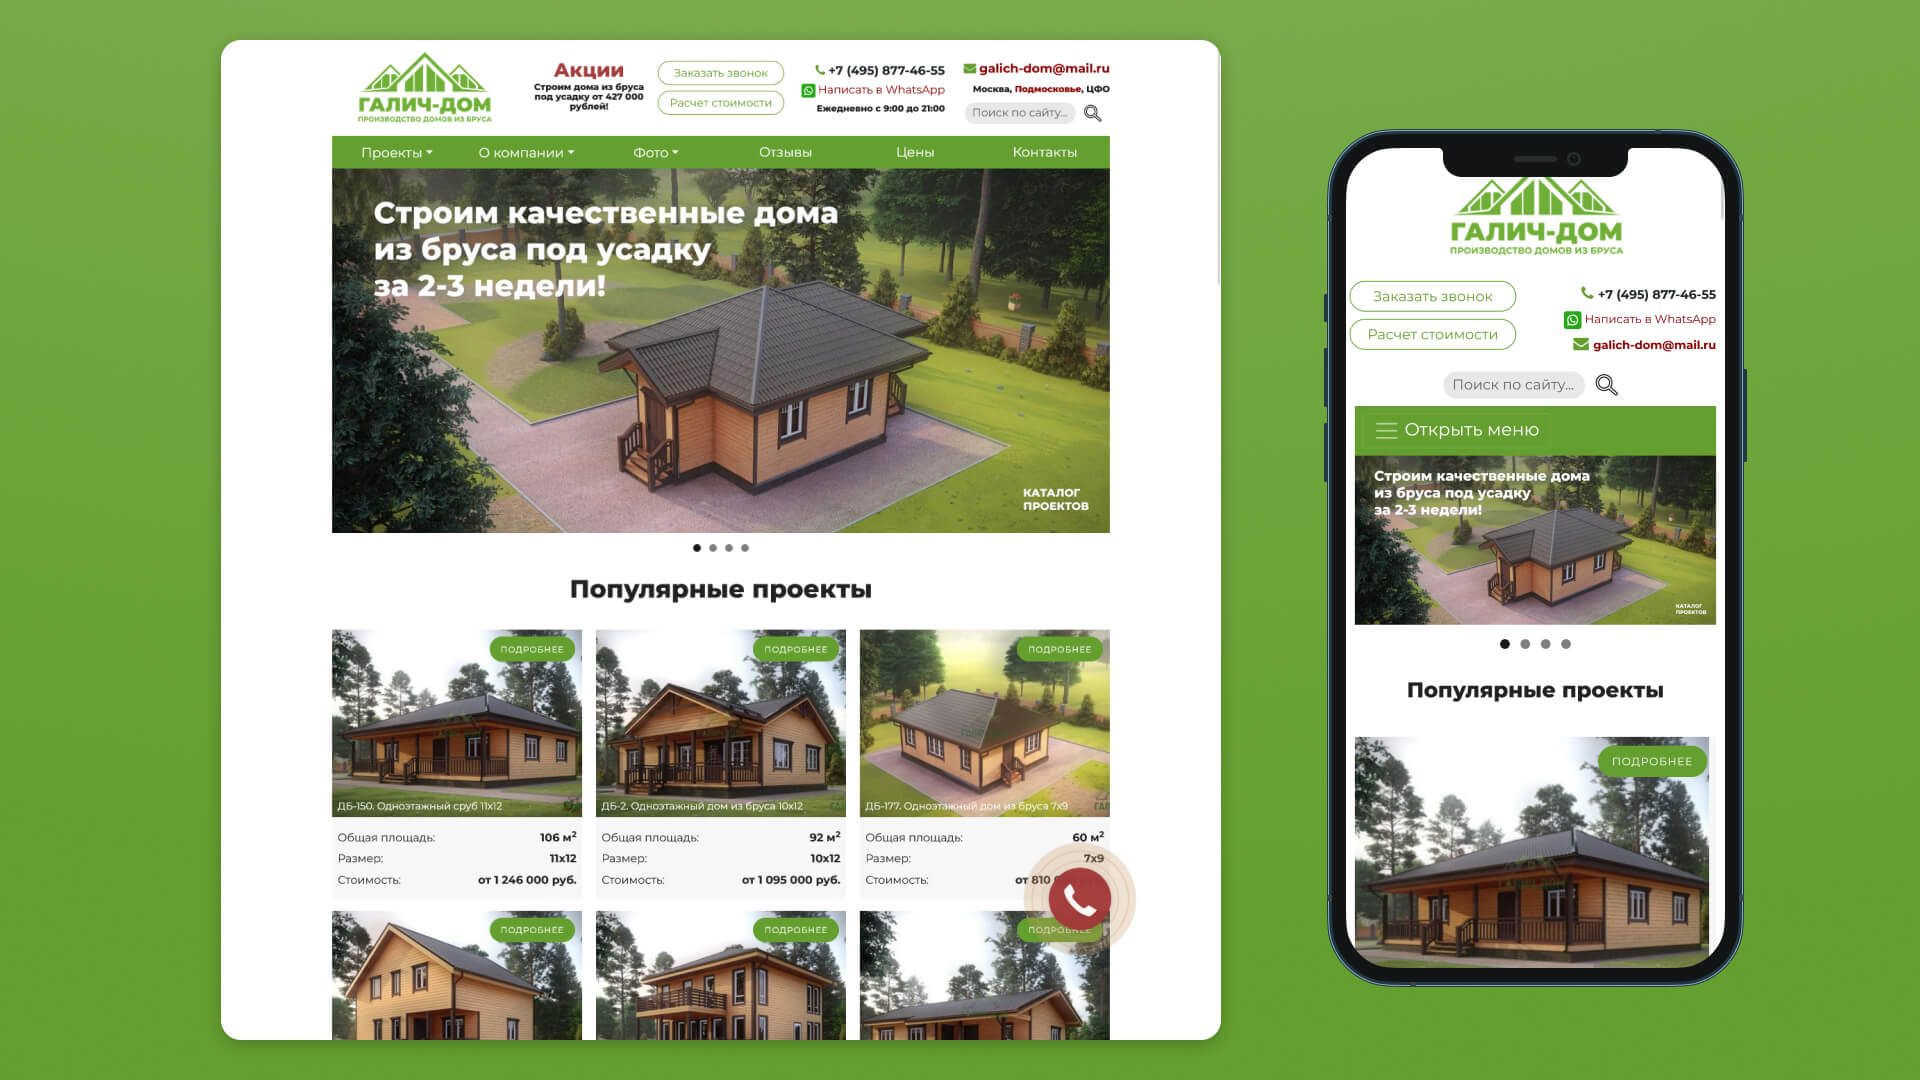 ГАЛИЧ-ДОМ
ПРОИЗВОДСТВО ДОМОВ ИЗ БРУСА
Акции
Строим дома из бруса
под усадку от 427 000
рублей!
Заказать звонок
Расчет стоимости
+7 (495) 877-46-55
Написать в WhatsApp
Ежедневно с 9:00 до 21:00
galich-dom@mail.ru
Москва, Подмосковье, ЦФО
Поиск по сайту...
Проекты
О компании
Фото
Отзывы
Цены
Контакты
Строим качественные дома
из бруса под усадку
за 2-3 недели!
КАТАЛОГ
ПРОЕКТОВ
Популярные проекты
ПОДРОБНЕЕ
ДБ-150. Одноэтажный сруб 11х12
Общая площадь: 106 м²
Размер: 11х12
Стоимость: от 1 246 000 руб.
ПОДРОБНЕЕ
ДБ-2. Одноэтажный дом из бруса 10х12
Общая площадь: 92 м²
Размер: 10х12
Стоимость: от 1 095 000 руб.
ПОДРОБНЕЕ
ДБ-177. Одноэтажный дом из бруса 7х9
Общая площадь: 60 м²
Размер: 7х9
Стоимость: от 810
ПОДРОБНЕЕ
ПОДРОБНЕЕ
ПОДРОБНЕЕ
ГАЛИЧ-ДОМ
ПРОИЗВОДСТВО ДОМОВ ИЗ БРУСА
Заказать звонок
Расчет стоимости
+7 (495) 877-46-55
Написать в WhatsApp
galich-dom@mail.ru
Поиск по сайту...
Открыть меню
Строим качественные дома
из бруса под усадку
за 2-3 недели!
КАТАЛОГ
ПРОЕКТОВ
Популярные проекты
ПОДРОБНЕЕ